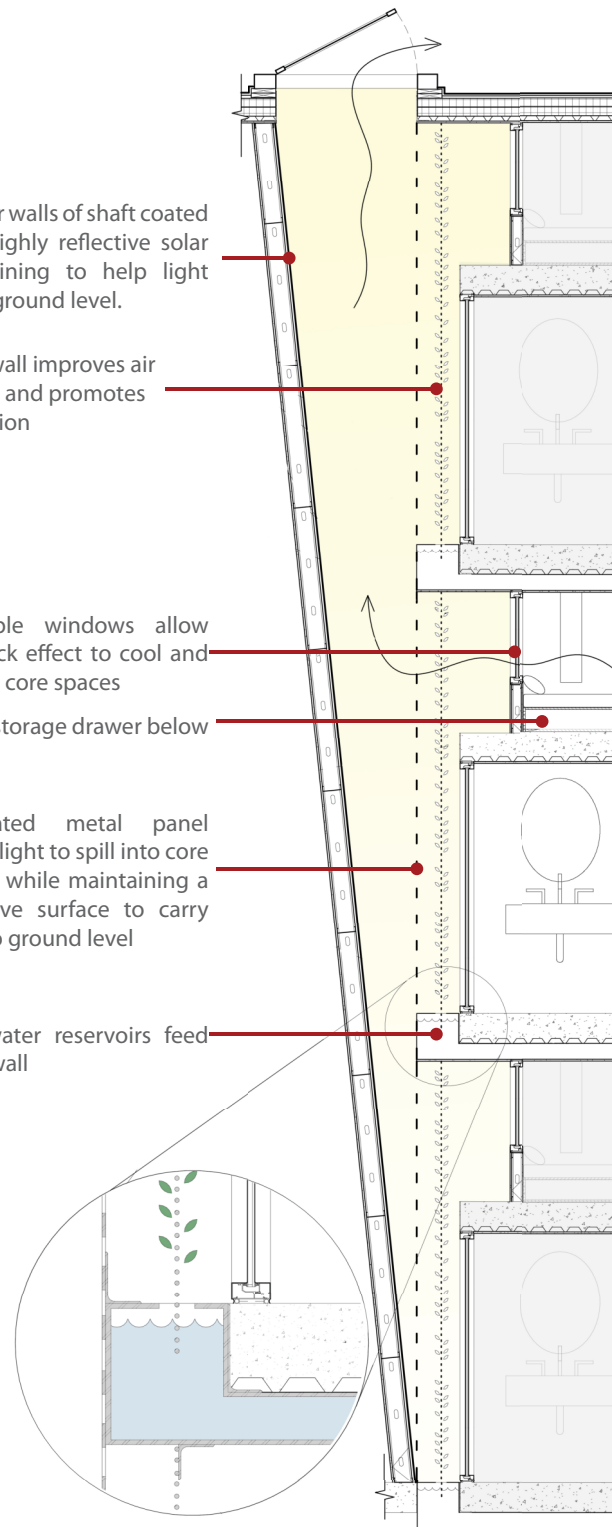 r walls of shaft coated
ighly reflective solar
ining to help light
ground level.
wall improves air
and promotes
ion
ble windows allow
ck effect to cool and
core spaces
storage drawer below
ted metal panel
light to spill into core
while maintaining a
ve surface to carry
o ground level
water reservoirs feed
wall